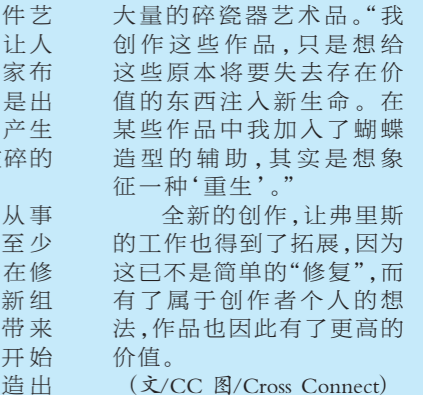 件艺
让人
家布
是出
产生
碎的
从事
至少
在修
新组
带来
开始
造出
大量的碎瓷器艺术品。“我
创作这些作品,只是想给
这些原本将要失去存在价
值的东西注入新生命。在
某些作品中我加入了蝴蝶
造型的辅助,其实是想象
征一种‘重生’。”
全新的创作,让弗里斯
的工作也得到了拓展,因为
这已不是简单的“修复”,而
有了属于创作者个人的想
法,作品也因此有了更高的
价值。
(文/CC 图/Cross Connect)